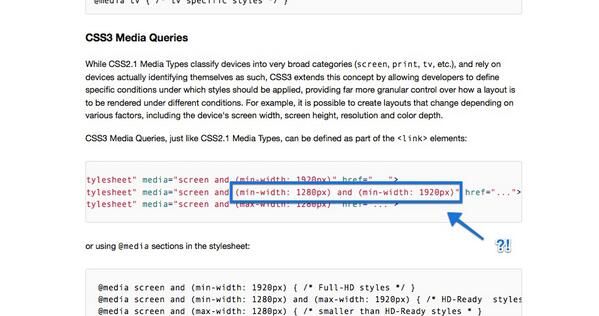 @media tv { /* tv specific styles */ }
CSS3 Media Queries
While CSS2.1 Media Types classify devices into very broad categories (screen, print, tv, etc.), and rely on
devices actually identifying themselves as such, CSS3 extends this concept by allowing developers to define
specific conditions under which styles should be applied, providing far more granular control over how a layout is
to be rendered under different conditions. For example, it is possible to create layouts that change depending on
various factors, including the device's screen width, screen height, resolution and color depth.
CSS3 Media Queries, just like CSS2.1 Media Types, can be defined as part of the <link> elements:
tylesheet" media="screen and (min-width: 1920px)" href="...">
tylesheet" media="screen and (min-width: 1280px) and (min-width: 1920px)" href="...">
tylesheet" media="screen and (max-width: 1280px)" href="...">
?!
or using @media sections in the stylesheet:
@media screen and (min-width: 1920px) { /* Full-HD styles */ }
@media screen and (min-width: 1280px) and (max-width: 1920px) { /* HD-Ready styles
@media screen and (max-width: 1280px) { /* smaller than HD-Ready styles * }